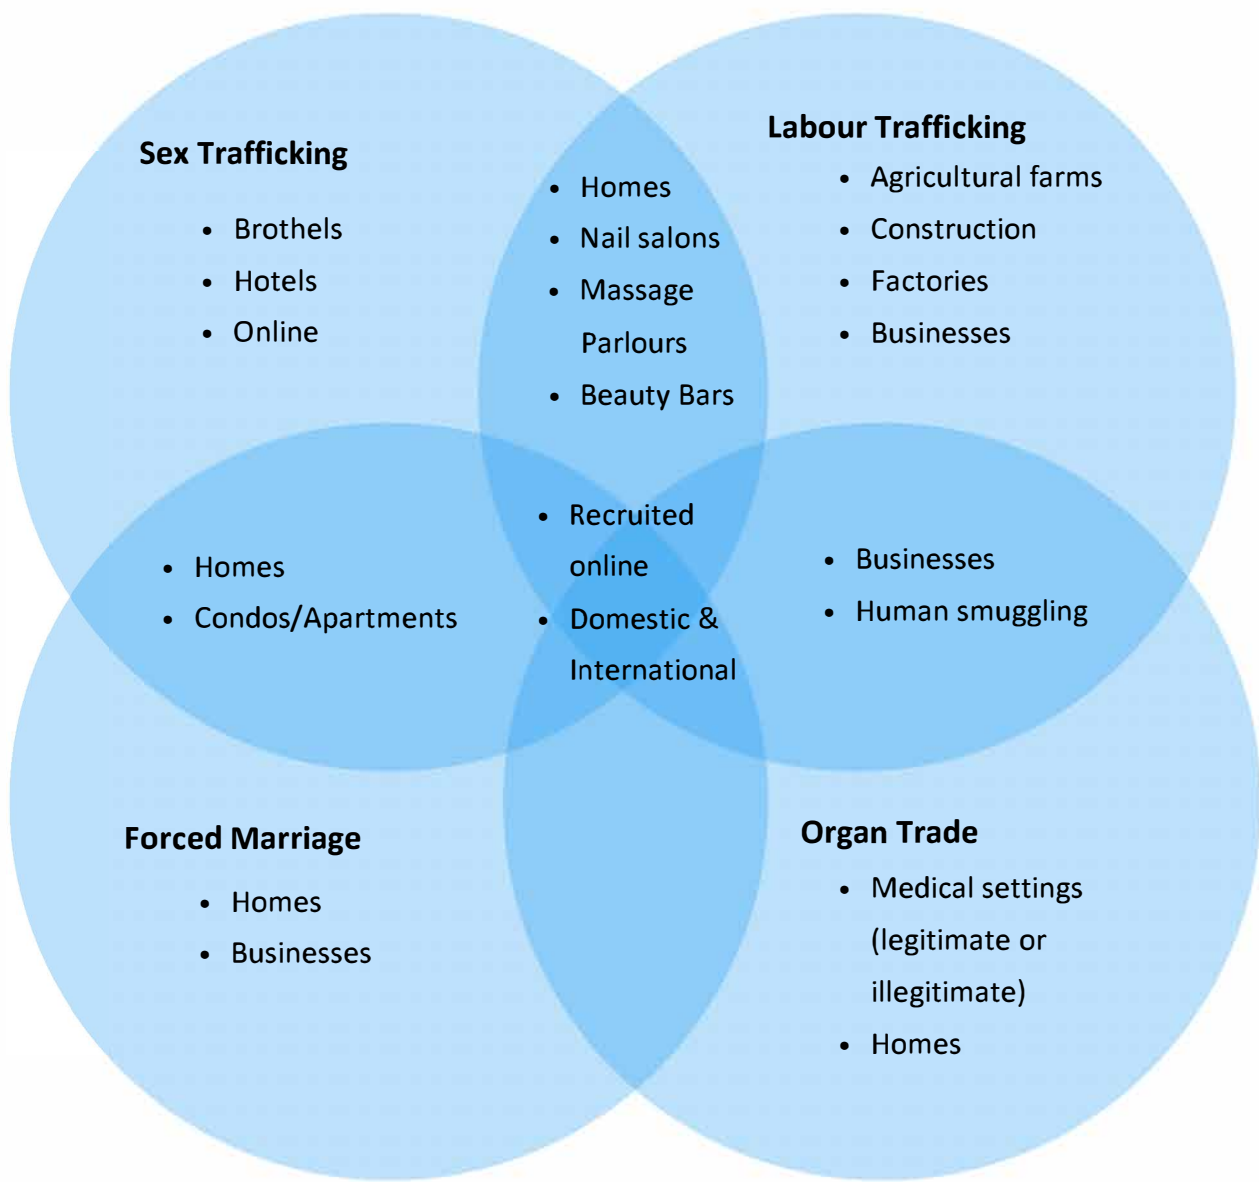 Sex Trafficking
• Brothels
• Hotels
• Online
• Homes
• Nail salons
• Massage
Parlours
• Beauty Bars
Labour Trafficking
• Agricultural farms
• Construction
• Factories
• Businesses
• Homes
• Condos/Apartments
• Recruited
online
• Domestic &
International
• Businesses
• Human smuggling
Forced Marriage
• Homes
• Businesses
Organ Trade
• Medical settings
(legitimate or
illegitimate)
• Homes